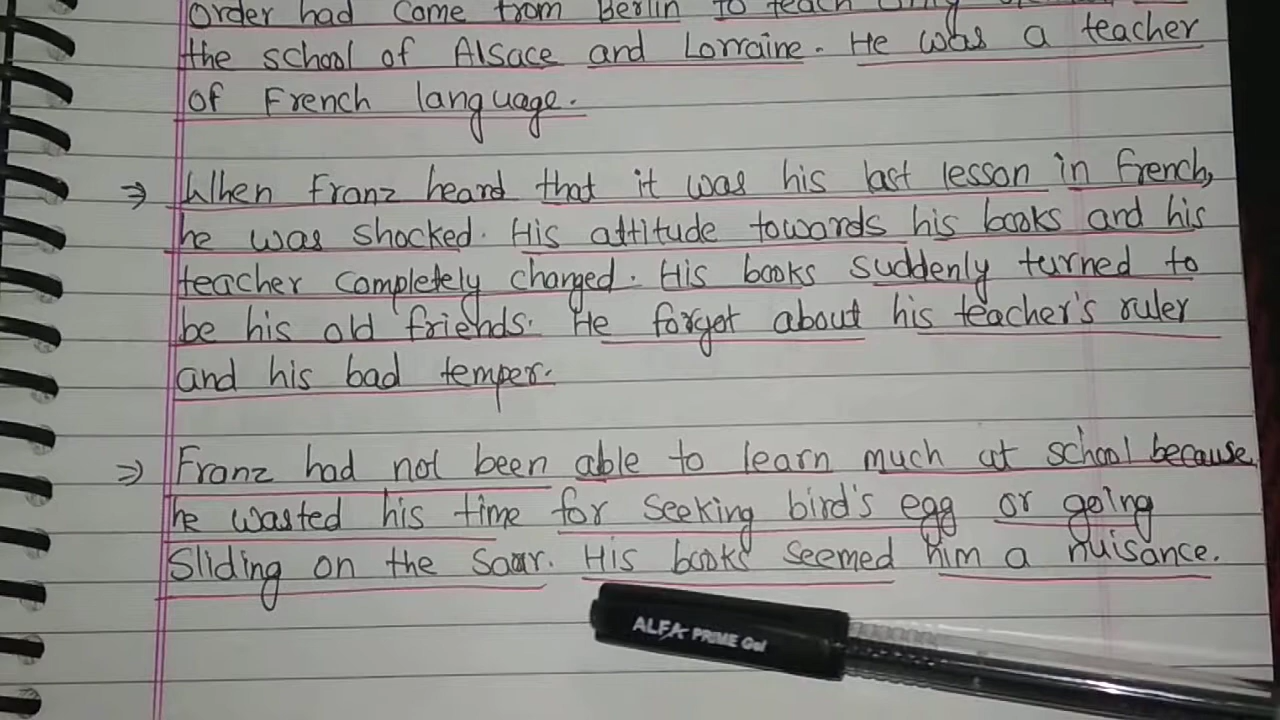 order had come from Berlin to teach only
the school of Alsace and Lorraine. He was a teacher
of French language.
⇒ When Franz heard that it was his last lesson in French,
he was shocked. His attitude towards his books and his
teacher completely changed. His books suddenly turned to
be his old friends. He forget about his teacher's ruler
and his bad temper.
⇒ Franz had not been able to learn much at school because
he wasted his time for seeking bird's egg or going
sliding on the Saar. His books seemed him a nuisance.
ALFA PRIME Gel